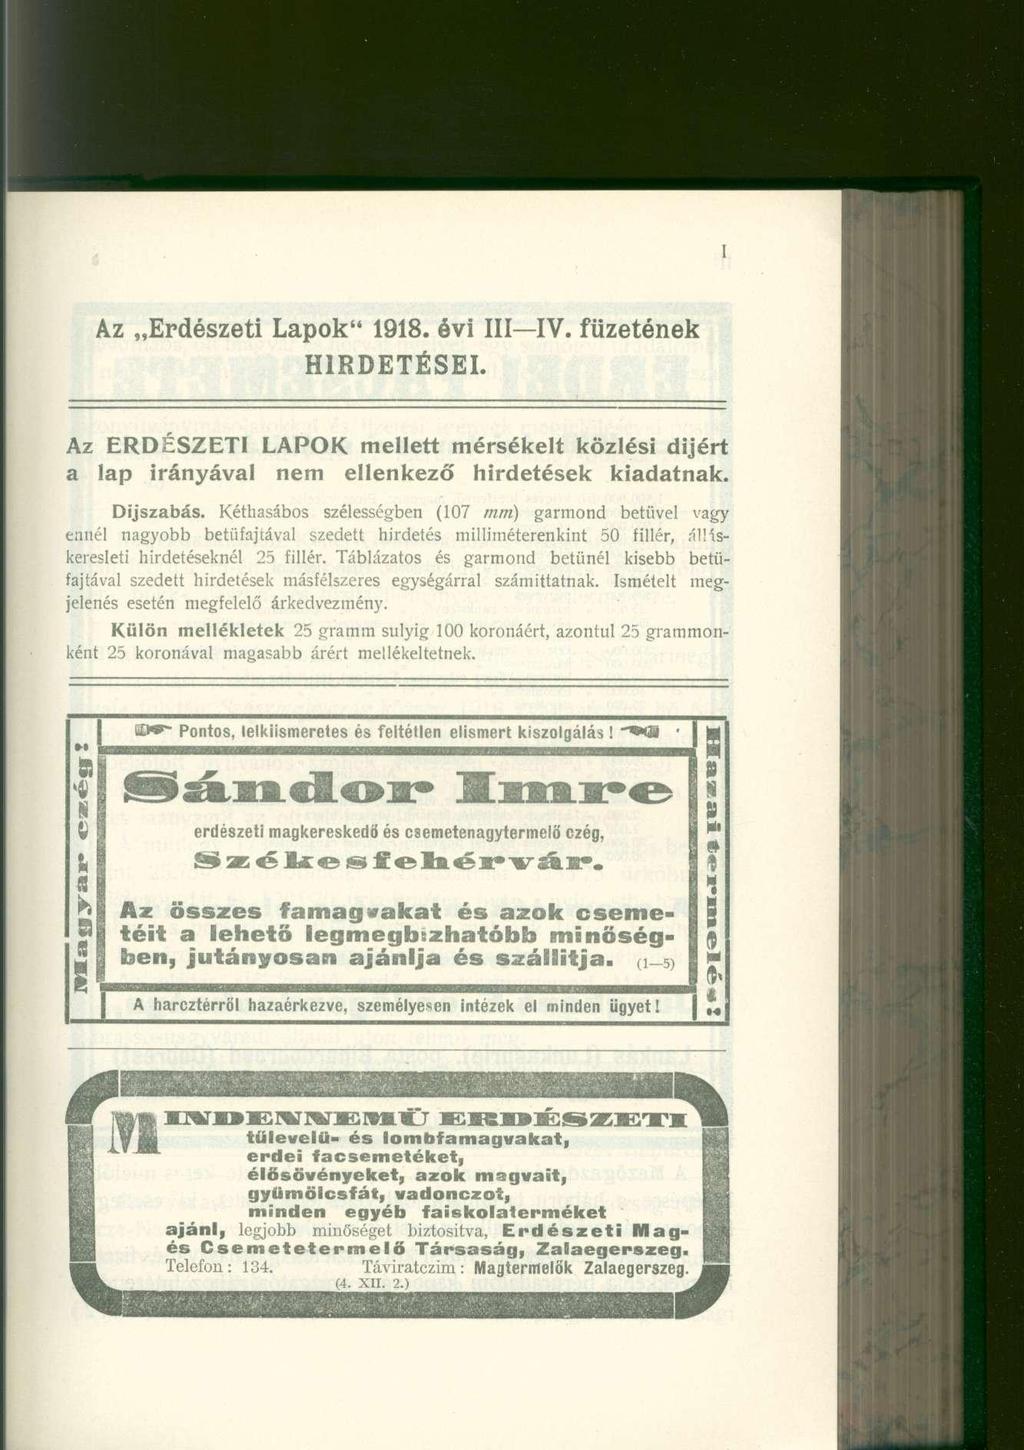 I
Az „Erdészeti Lapok“ 1918. évi III—IV. füzetének
HIRDETÉSEI.
Az ERDÉSZETI LAPOK mellett mérsékelt közlési dijért
a lap irányával nem ellenkező hirdetések kiadatnak.
Dijszabás. Kéthasábos szélességben (107 mm) garmond betüvel vagy
ennél nagyobb betüfajtával szedett hirdetés milliméterenkint 50 fillér, állás-
keresleti hirdetéseknél 25 fillér. Táblázatos és garmond betünél kisebb betü-
fajtával szedett hirdetések másfélszeres egységárral számittatnak. Ismételt meg-
jelenés esetén megfelelő árkedvezmény.
Külön mellékletek 25 gramm sulyig 100 koronáért, azontul 25 grammon-
ként 25 koronával magasabb árért mellékeltetnek.
Magyar czég!
Pontos, lelkiismeretes és feltétlen elismert kiszolgálás!
Sándor Imre
erdészeti magkereskedő és csemetenagytermelő czég,
Székesfehérvár.
Az összes famagvakat és azok cseme-
téit a lehető legmegbizhatóbb minőség-
ben, jutányosan ajánlja és szállitja. (1—5)
A harcztérről hazaérkezve, személyesen intézek el minden ügyet!
Hazai termelés!
MINDENNEMÜ ERDÉSZETI
tűlevelü- és lombfamagvakat,
erdei facsemetéket,
élősövényeket, azok magvait,
gyümölcsfát, vadonczot,
minden egyéb faiskolaterméket
ajánl, legjobb minőséget biztositva, Erdészeti Mag-
és Csemetetermelő Társaság, Zalaegerszeg.
Telefon: 134. Táviratczim: Magtermelők Zalaegerszeg.
(4. XII. 2.)